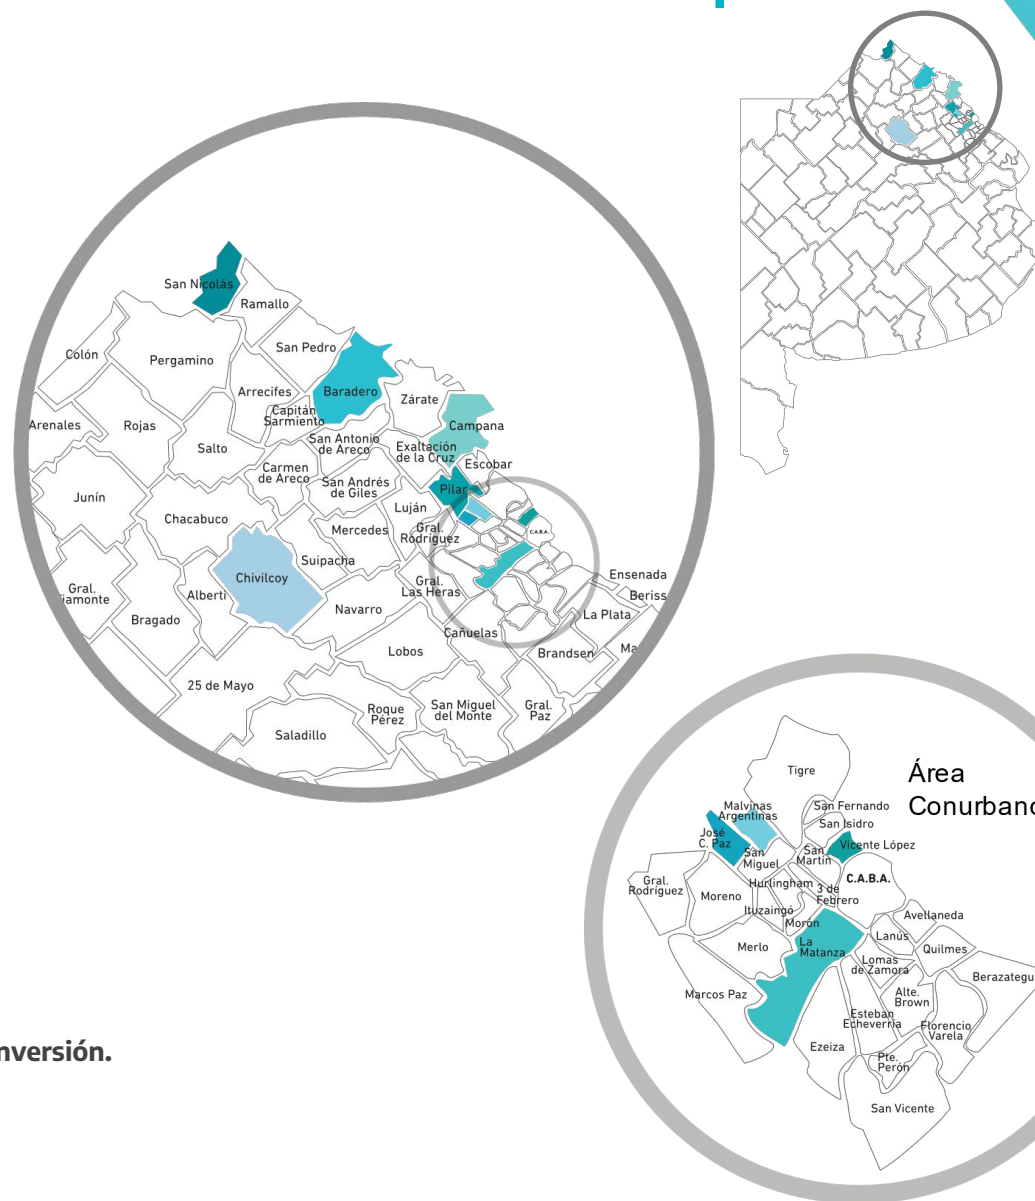 San Nicolás
Ramallo
Colón
Pergamino
San Pedro
Arrecifes
Baradero
Zárate
Capitán
Sarmiento
Campana
Arenales
Rojas
Salto
San Antonio
de Areco
Exaltación
de la Cruz
Escobar
Carmen
de Areco
San Andrés
de Giles
Pilar
Junín
Luján
Chacabuco
Mercedes
Gral.
Rodríguez
C.A.B.A.
Suipacha
Chivilcoy
Gral.
Las Heras
Ensenada
Gral.
iamonte
Alberti
Beriss
Bragado
Navarro
La Plata
Cañuelas
Lobos
Brandsen
Ma
25 de Mayo
Roque
Pérez
San Miguel
del Monte
Gral.
Paz
Saladillo
Área
Conurbano
Tigre
Malvinas
Argentinas
San Fernando
José
C. Paz
San Isidro
San
Miguel
San
Martín
Vicente López
Gral.
Rodríguez
Moreno
Hurlingham
3 de
Febrero
C.A.B.A.
Ituzaingó
Morón
Avellaneda
Merlo
La
Matanza
Lanús
Quilmes
Lomas
de Zamora
Berazategu
Marcos Paz
Alte.
Brown
Esteban
Echeverría
Florencio
Varela
Ezeiza
Pte.
Perón
San Vicente
nversión.